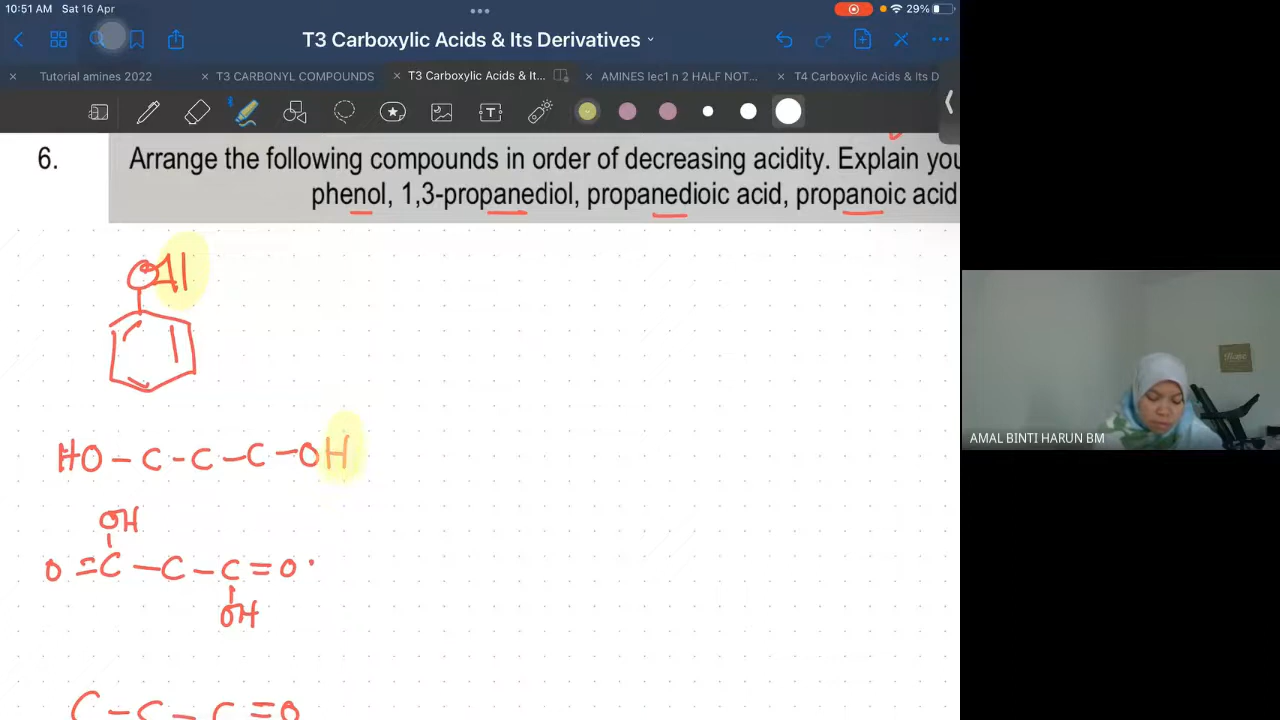 10:51 AM Sat 16 Apr
29%
T3 Carboxylic Acids & Its Derivatives
Tutorial amines 2022
T3 CARBONYL COMPOUNDS
T3 Carboxylic Acids & It...
AMINES lec1 n 2 HALF NOT...
T4 Carboxylic Acids & Its D
6. Arrange the following compounds in order of decreasing acidity. Explain you
phenol, 1,3-propanediol, propanedioic acid, propanoic acid
OH
HO - C - C - C - OH
OH
O = C - C - C = O
OH
C - C - C = O
AMAL BINTI HARUN BM